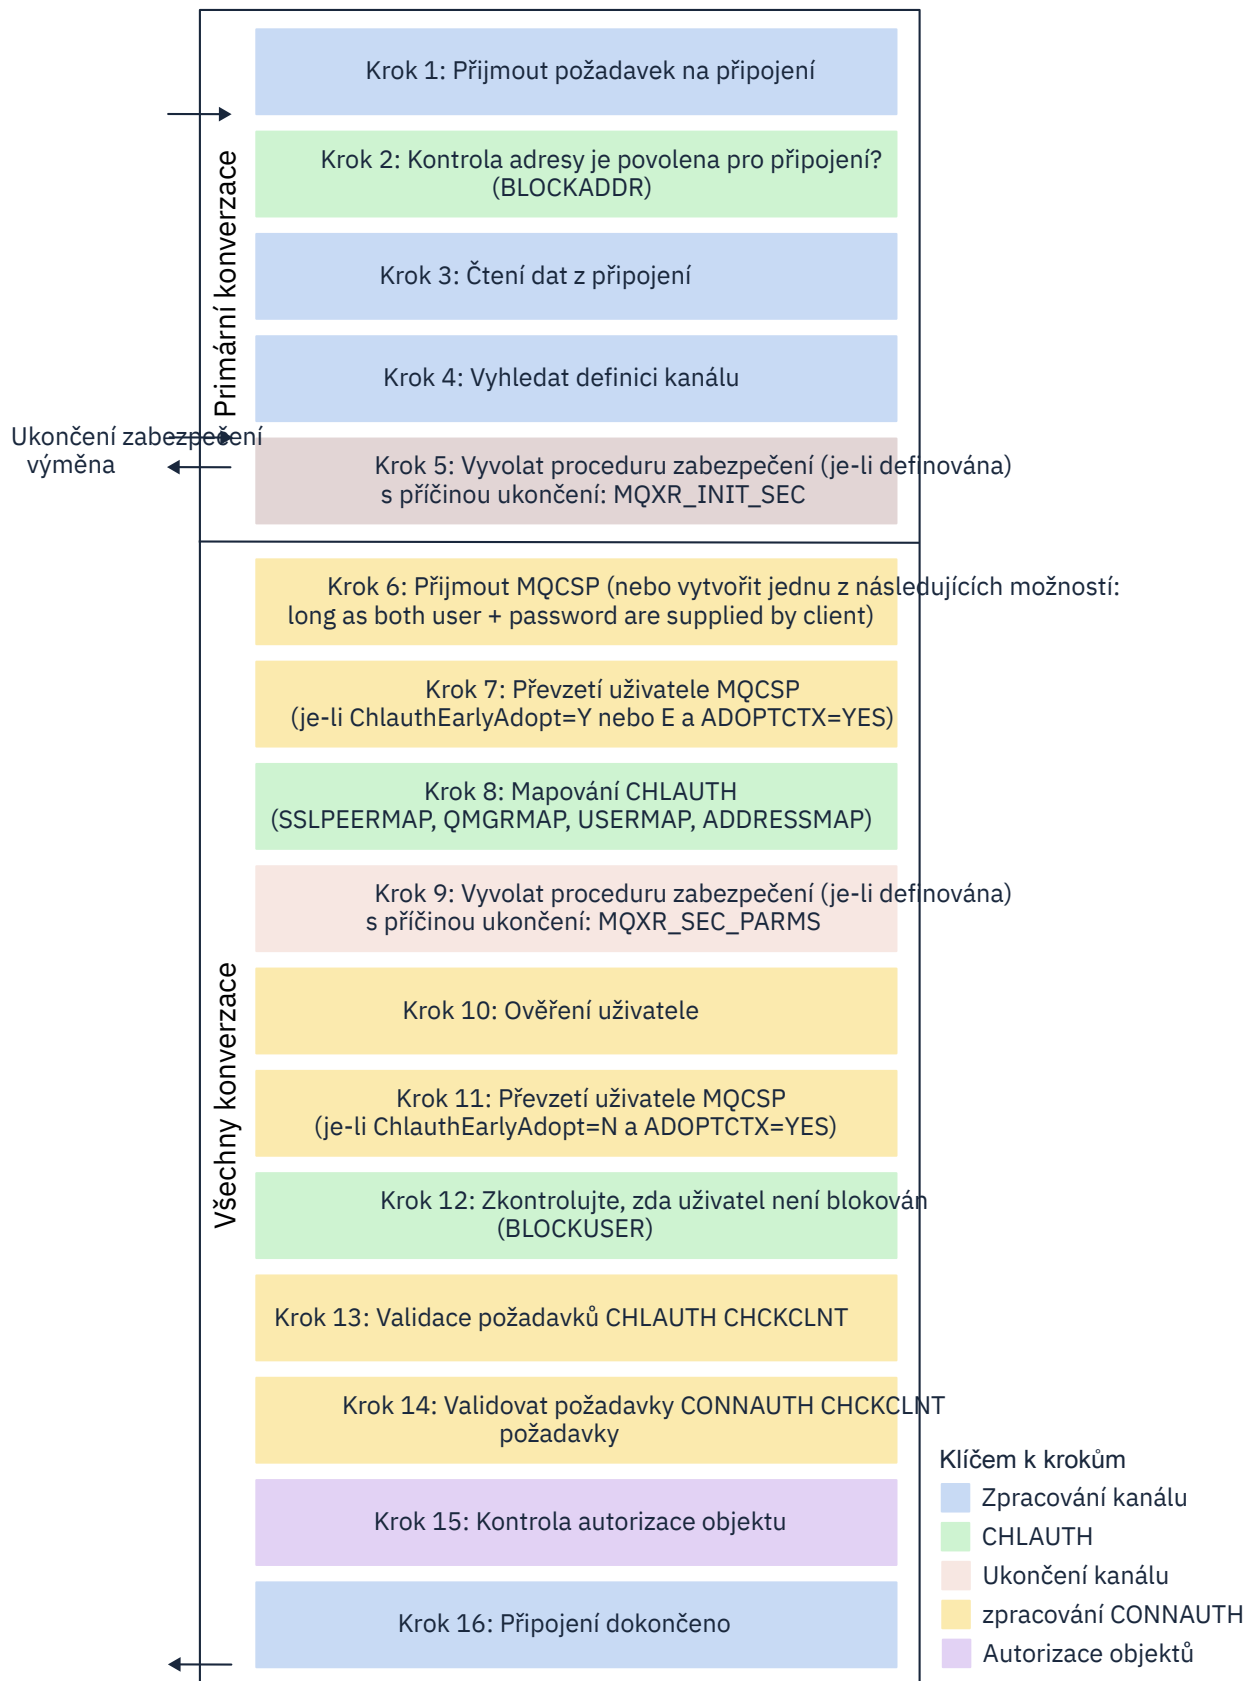 Krok 1: Přijmout požadavek na připojení
Krok 2: Kontrola adresy je povolena pro připojení?
(BLOCKADDR)
Krok 3: Čtení dat z připojení
Krok 4: Vyhledat definici kanálu
Primární konverzace
Ukončení zabezpečení
výměna
Krok 5: Vyvolat proceduru zabezpečení (je-li definována)
s příčinou ukončení: MQXR_INIT_SEC
Krok 6: Přijmout MQCSP (nebo vytvořit jednu z následujících možností:
long as both user + password are supplied by client)
Krok 7: Převzetí uživatele MQCSP
(je-li ChlauthEarlyAdopt=Y nebo E a ADOPTCTX=YES)
Krok 8: Mapování CHLAUTH
(SSLPEERMAP, QMGRMAP, USERMAP, ADDRESSMAP)
Krok 9: Vyvolat proceduru zabezpečení (je-li definována)
s příčinou ukončení: MQXR_SEC_PARMS
Krok 10: Ověření uživatele
Krok 11: Převzetí uživatele MQCSP
(je-li ChlauthEarlyAdopt=N a ADOPTCTX=YES)
Všechny konverzace
Krok 12: Zkontrolujte, zda uživatel není blokován
(BLOCKUSER)
Krok 13: Validace požadavků CHLAUTH CHCKCLNT
Krok 14: Validovat požadavky CONNAUTH CHCKCLNT
požadavky
Krok 15: Kontrola autorizace objektu
Krok 16: Připojení dokončeno
Klíčem k krokům
Zpracování kanálu
CHLAUTH
Ukončení kanálu
zpracování CONNAUTH
Autorizace objektů